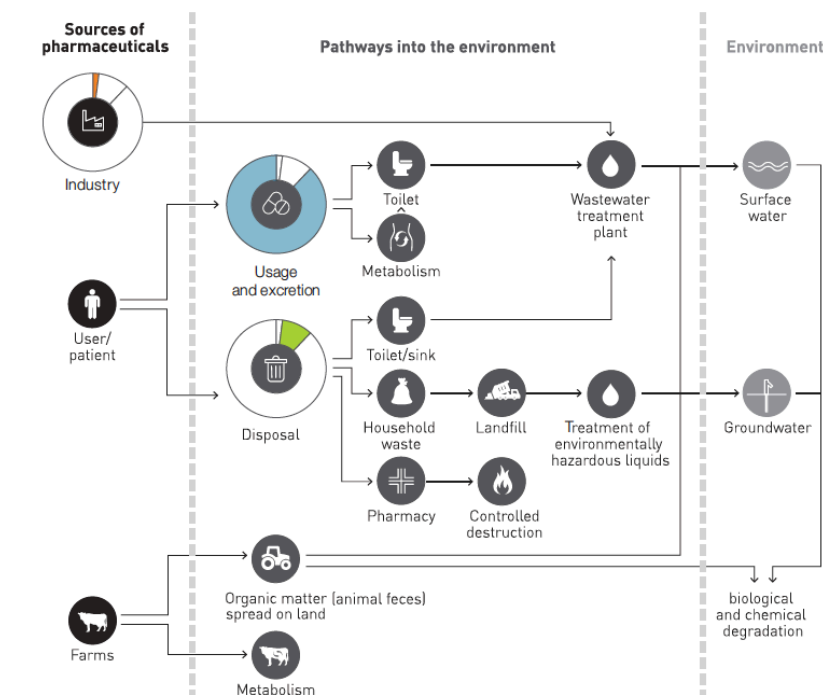 Sources of
pharmaceuticals
Pathways into the environment
Environment
Industry
Toilet
Wastewater
treatment
plant
Surface
water
Usage
and excretion
Metabolism
User/
patient
Toilet/sink
Disposal
Household
waste
Landfill
Treatment of
environmentally
hazardous liquids
Groundwater
Pharmacy
Controlled
destruction
Organic matter (animal feces)
spread on land
biological
and chemical
degradation
Farms
Metabolism